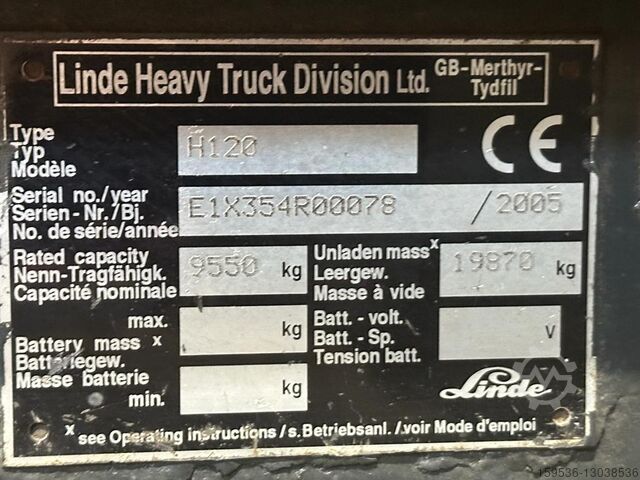 Linde Heavy Truck Division Ltd. GB-Merthyr-
Tydfil
Type
Typ H120
Modèle
Serial no./year
Serien-Nr./Bj. E1X354R00078 / 2005
No. de série/année
Rated capacity
Nenn-Tragfähigk. 9550 kg
Capacité nominale
Unladen mass x
Leergew. 19870 kg
Masse à vide
max. kg
Battery mass x
Batteriegew.
Masse batterie
min. kg
Batt.- volt.
Batt. - Sp. V
Tension batt.
Linde
x see Operating instructions /s. Betriebsanl. /.voir Mode d'emploi
159536-13038536